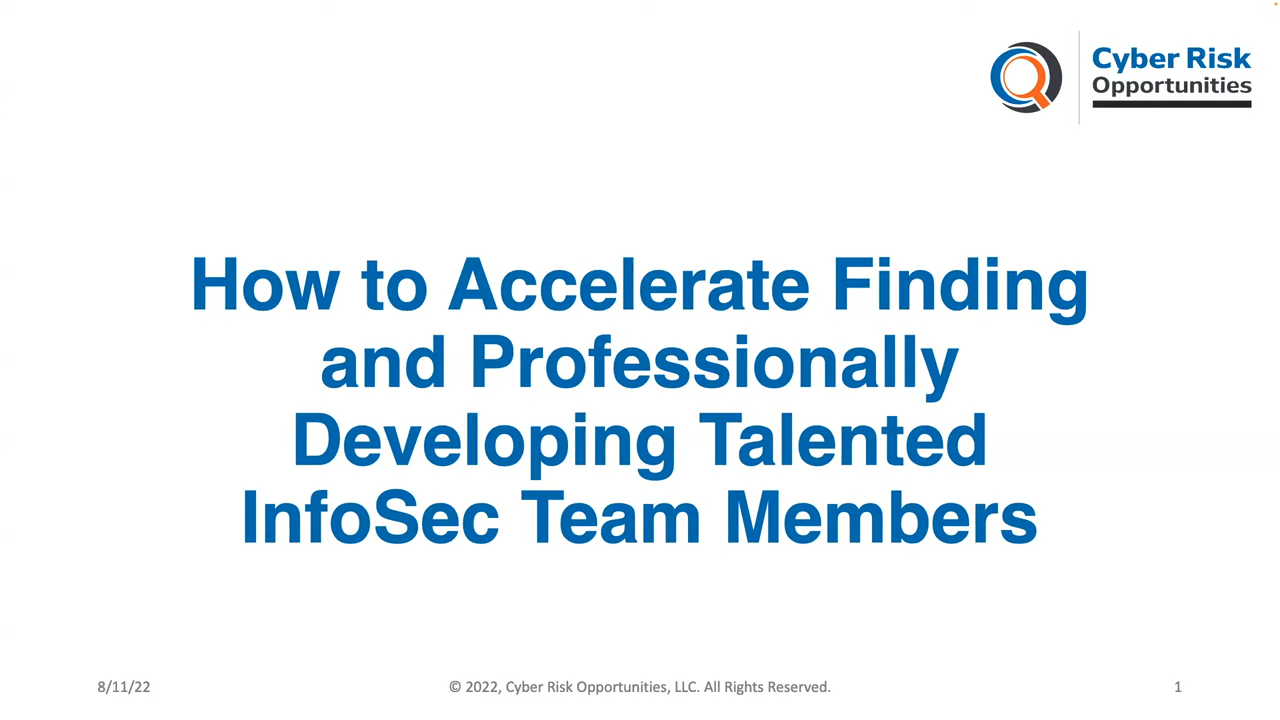 Cyber Risk
Opportunities
How to Accelerate Finding
and Professionally
Developing Talented
InfoSec Team Members
8/11/22
© 2022, Cyber Risk Opportunities, LLC. All Rights Reserved.
1